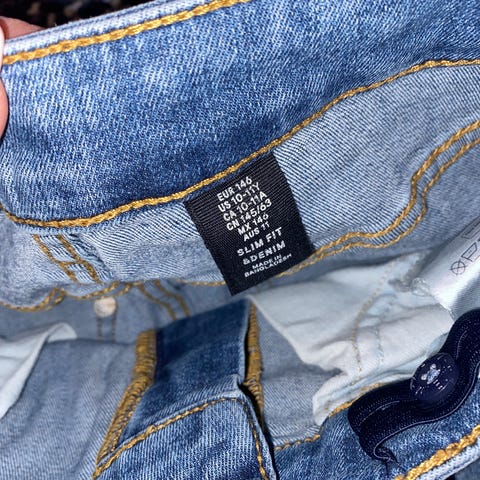 EUR 146
US 10-11Y
CA 10-11A
CN 145/63
MX 146
AUS 11
SLIM FIT
&DENIM
MADE IN
BANGLADESH